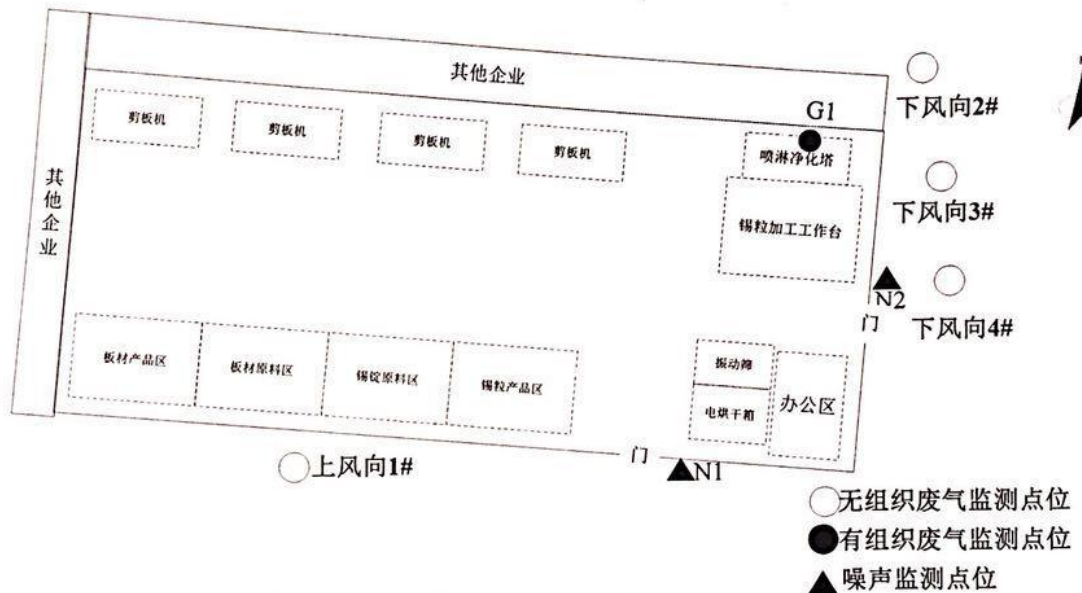 其他企业
下风向2#
G1
剪板机
剪板机
剪板机
剪板机
喷淋净化塔
其他企业
下风向3#
锡粒加工工作台
N2
门
下风向4#
板材产品区
板材原料区
锡锭原料区
锡粒产品区
振动筛
电烘干箱
办公区
上风向1#
门
N1
无组织废气监测点位
有组织废气监测点位
噪声监测点位